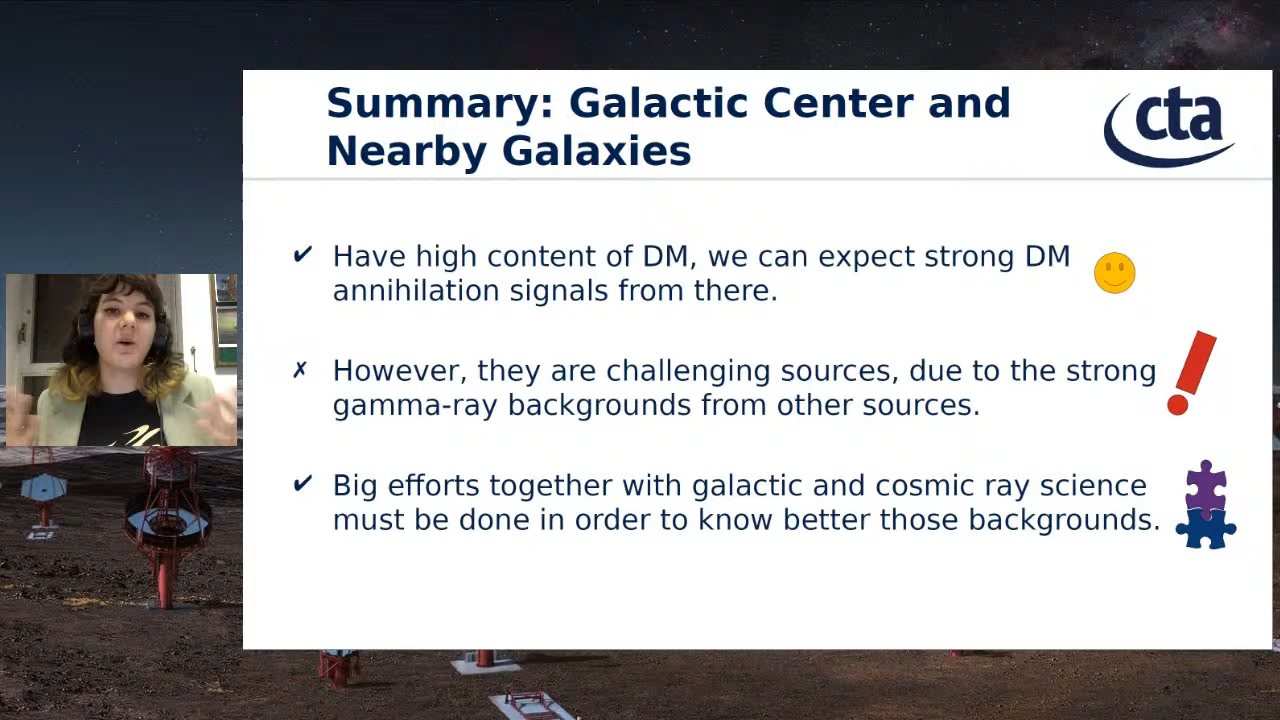 Summary: Galactic Center and
Nearby Galaxies
cta
✔ Have high content of DM, we can expect strong DM
annihilation signals from there.
✗ However, they are challenging sources, due to the strong
gamma-ray backgrounds from other sources.
✔ Big efforts together with galactic and cosmic ray science
must be done in order to know better those backgrounds.